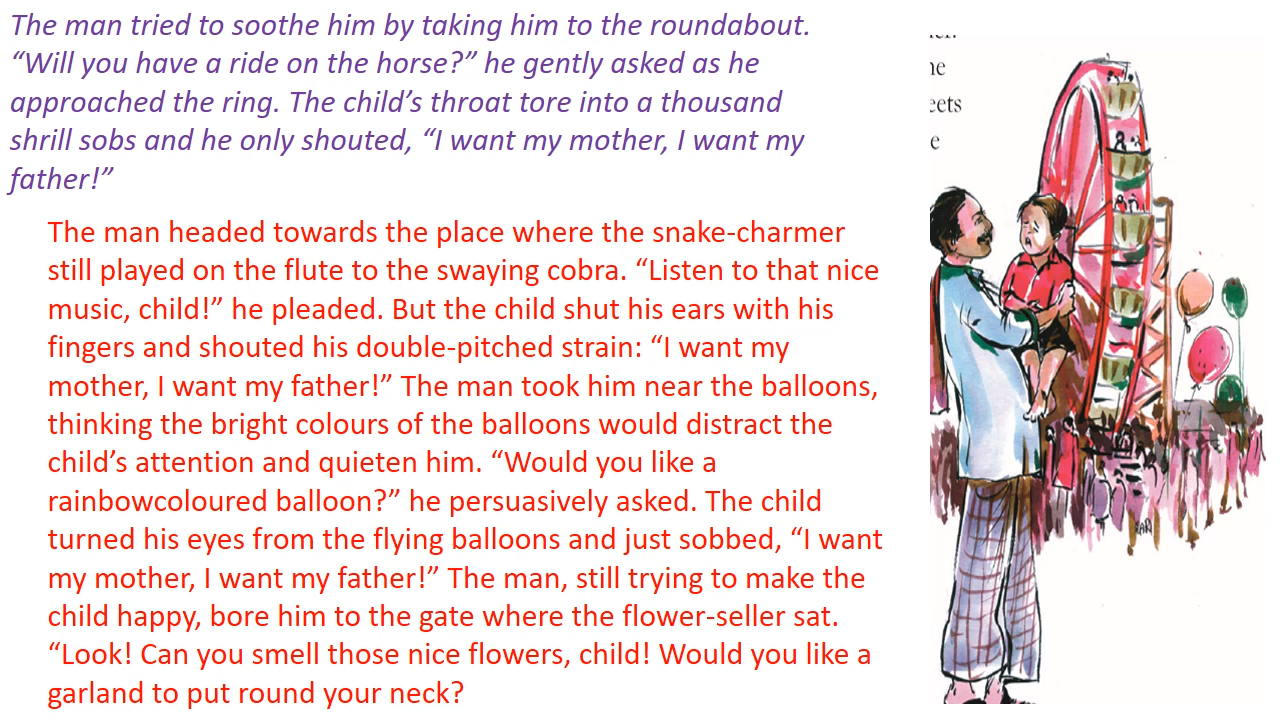 The man tried to soothe him by taking him to the roundabout.
“Will you have a ride on the horse?” he gently asked as he
approached the ring. The child’s throat tore into a thousand
shrill sobs and he only shouted, “I want my mother, I want my
father!”
The man headed towards the place where the snake-charmer
still played on the flute to the swaying cobra. “Listen to that nice
music, child!” he pleaded. But the child shut his ears with his
fingers and shouted his double-pitched strain: “I want my
mother, I want my father!” The man took him near the balloons,
thinking the bright colours of the balloons would distract the
child’s attention and quieten him. “Would you like a
rainbowcoloured balloon?” he persuasively asked. The child
turned his eyes from the flying balloons and just sobbed, “I want
my mother, I want my father!” The man, still trying to make the
child happy, bore him to the gate where the flower-seller sat.
“Look! Can you smell those nice flowers, child! Would you like a
garland to put round your neck?